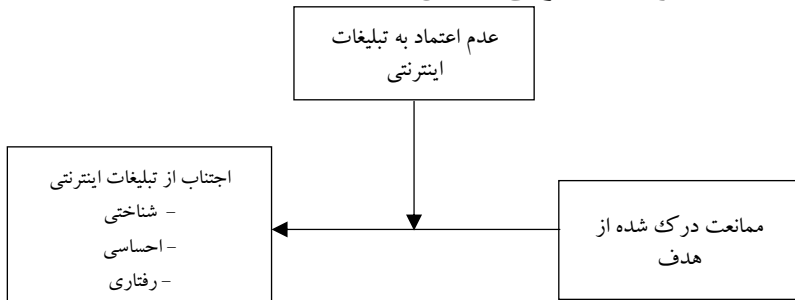 عدم اعتماد به تبلیغات
اینترنتی
ممانعت درک شده از
هدف
اجتناب از تبلیغات اینترنتی
- شناختی
- احساسی
- رفتاری